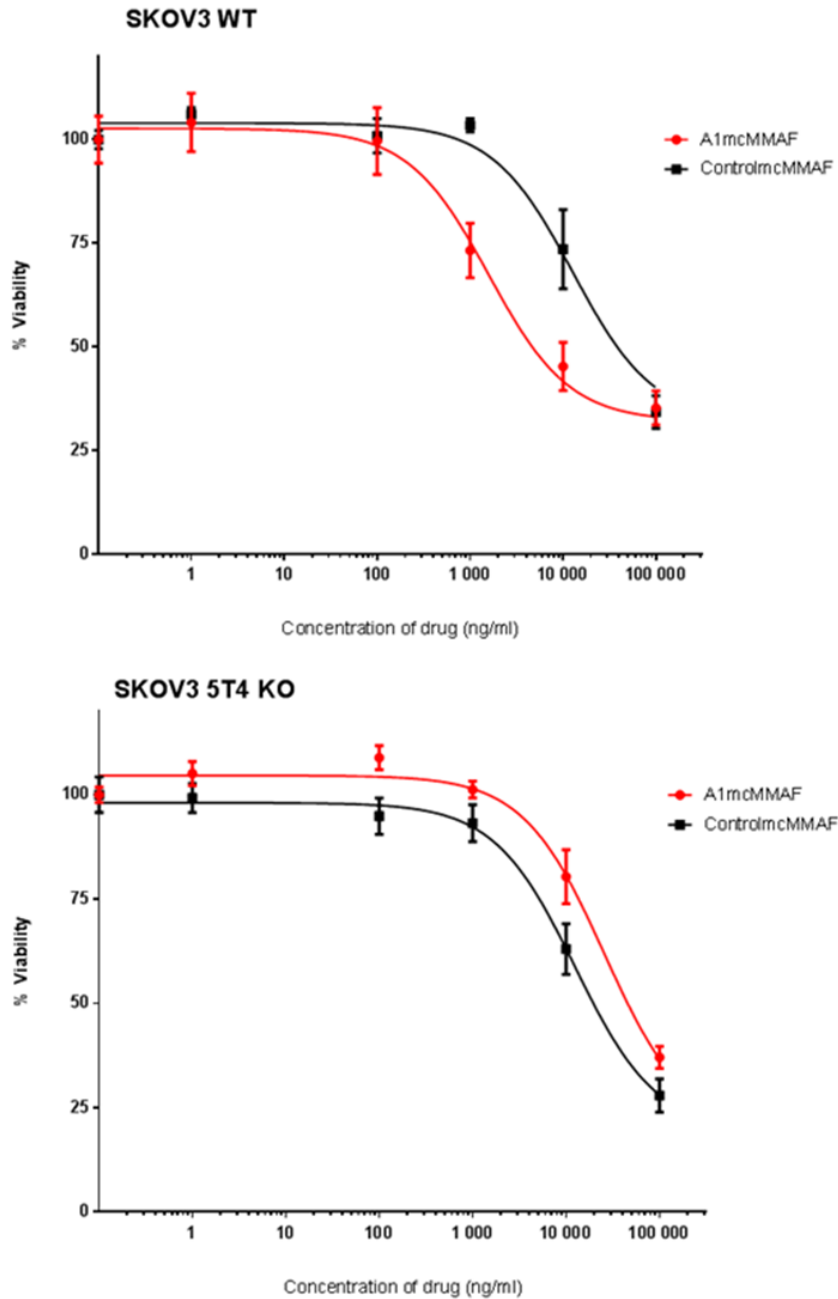 SKOV3 WT
100
75
50
25
0
% Viability
1 10 100 1 000 10 000 100 000
Concentration of drug (ng/ml)
A1mcMMAF
ControlmcMMAF
SKOV3 5T4 KO
100
75
50
25
0
% Viability
1 10 100 1 000 10 000 100 000
Concentration of drug (ng/ml)
A1mcMMAF
ControlmcMMAF